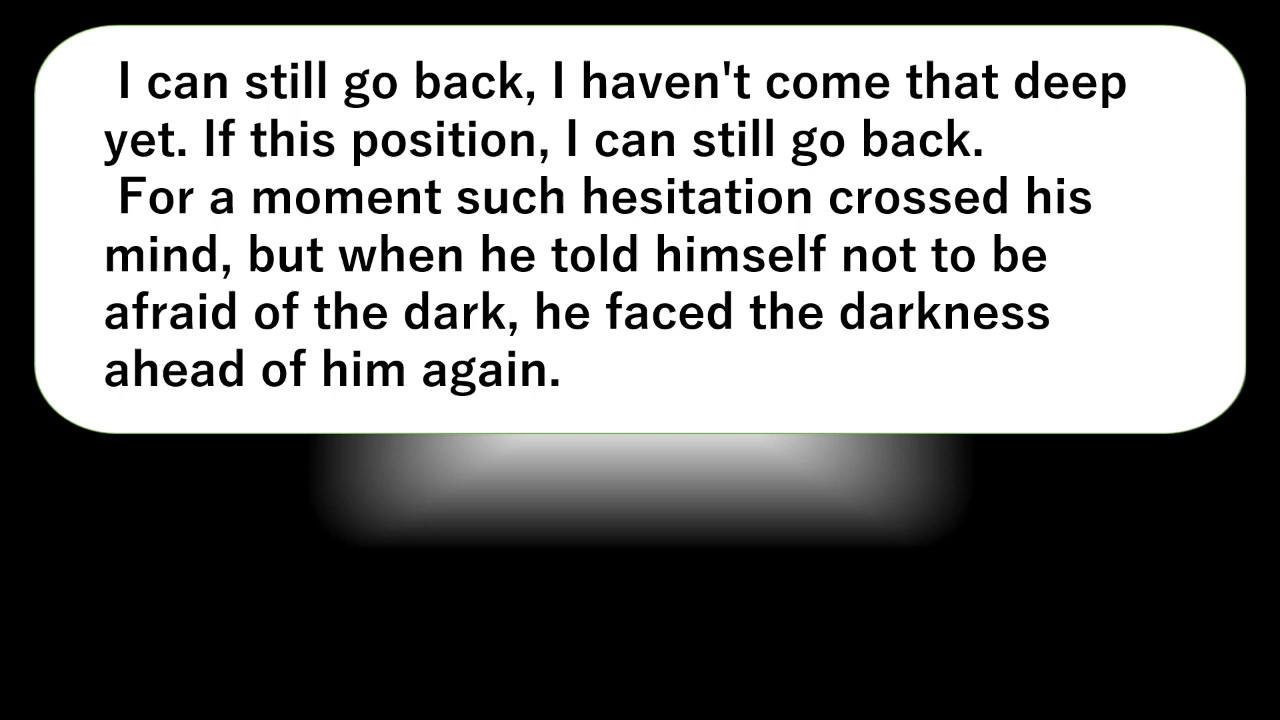 I can still go back, I haven't come that deep
yet. If this position, I can still go back.
For a moment such hesitation crossed his
mind, but when he told himself not to be
afraid of the dark, he faced the darkness
ahead of him again.